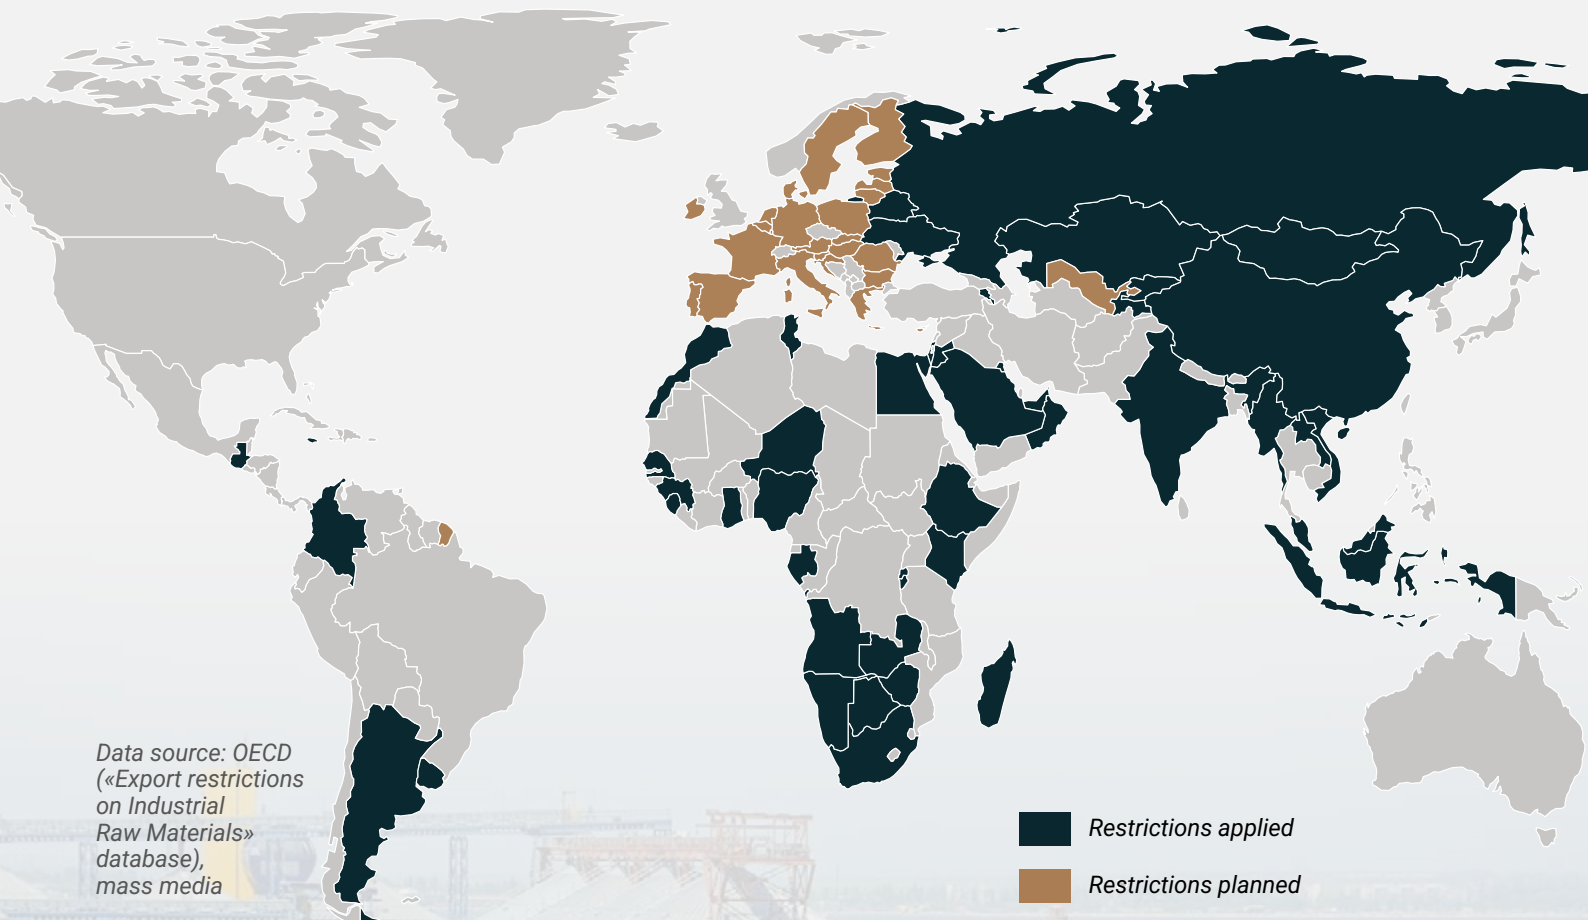 Data source: OECD
(«Export restrictions
on Industrial
Raw Materials»
database),
mass media
Restrictions applied
Restrictions planned